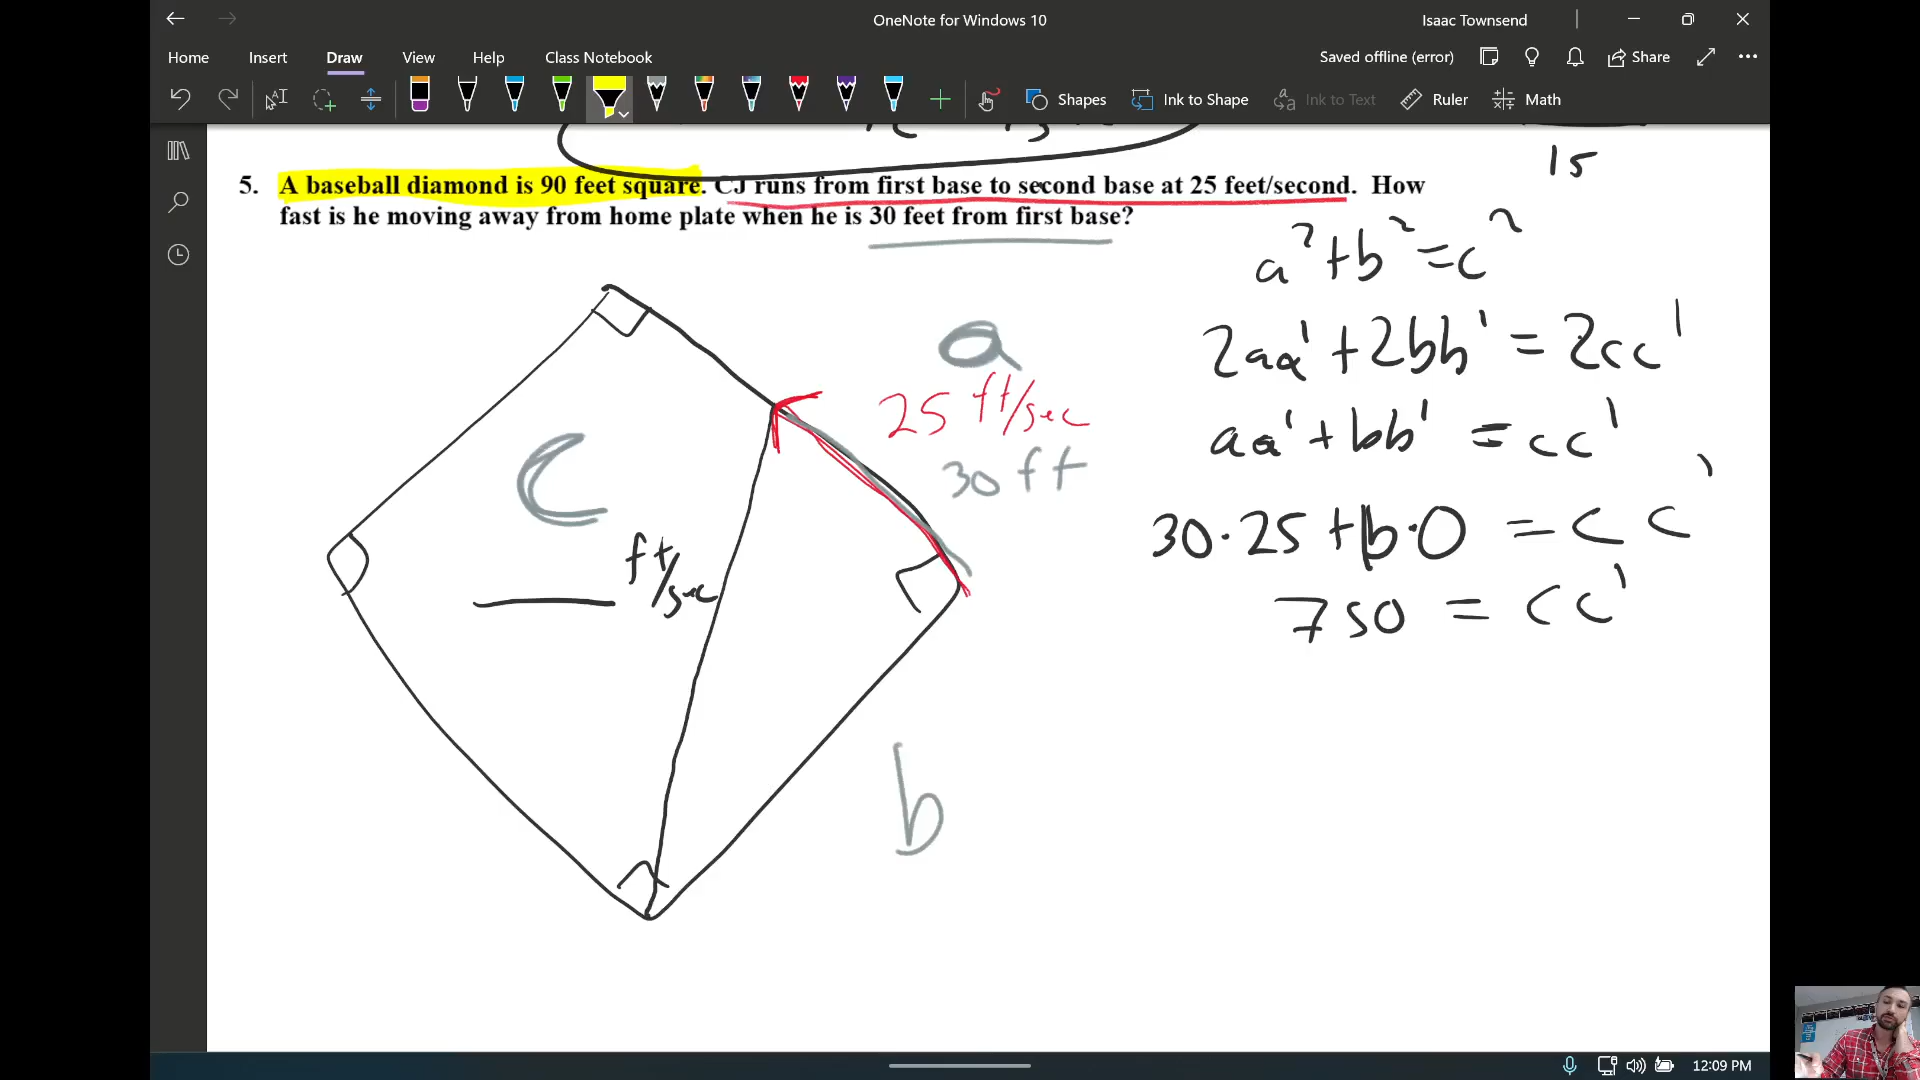 OneNote for Windows 10
Isaac Townsend
Home Insert Draw View Help Class Notebook
Saved offline (error)
Share
Shapes
Ink to Shape
Ink to Text
Ruler
Math
15
5. A baseball diamond is 90 feet square. CJ runs from first base to second base at 25 feet/second. How
fast is he moving away from home plate when he is 30 feet from first base?
a² + b² = c²
2aa' + 2bb' = 2cc'
aa' + bb' = cc'
30·25 + b·0 = c c'
750 = cc'
a
25 ft/sec
30 ft
c
ft/sec
b
12:09 PM